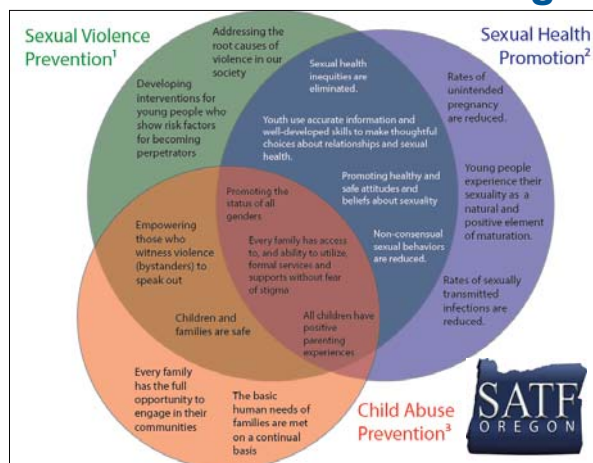 Sexual Violence
Prevention¹
Addressing the
root causes of
violence in our
society
Developing
interventions for
young people who
show risk factors
for becoming
perpetrators
Sexual health
inequities are
eliminated.
Youth use accurate information and
well-developed skills to make thoughtful
choices about relationships and sexual
health.
Promoting healthy and
safe attitudes and
beliefs about sexuality
Non-consensual
sexual behaviors
are reduced.
Sexual Health
Promotion²
Rates of
unintended
pregnancy
are reduced.
Young people
experience their
sexuality as a
natural and
positive element
of maturation.
Rates of sexually
transmitted
infections are
reduced.
Promoting the
status of all
genders
Every family has access
to, and ability to utilize,
formal services and
supports without fear
of stigma
All children have
positive
parenting
experiences
Empowering
those who
witness violence
(bystanders) to
speak out
Children and
families are safe
Every family
has the full
opportunity to
engage in their
communities
The basic
human needs of
families are met
on a continual
basis
Child Abuse
Prevention³
SATF
OREGON